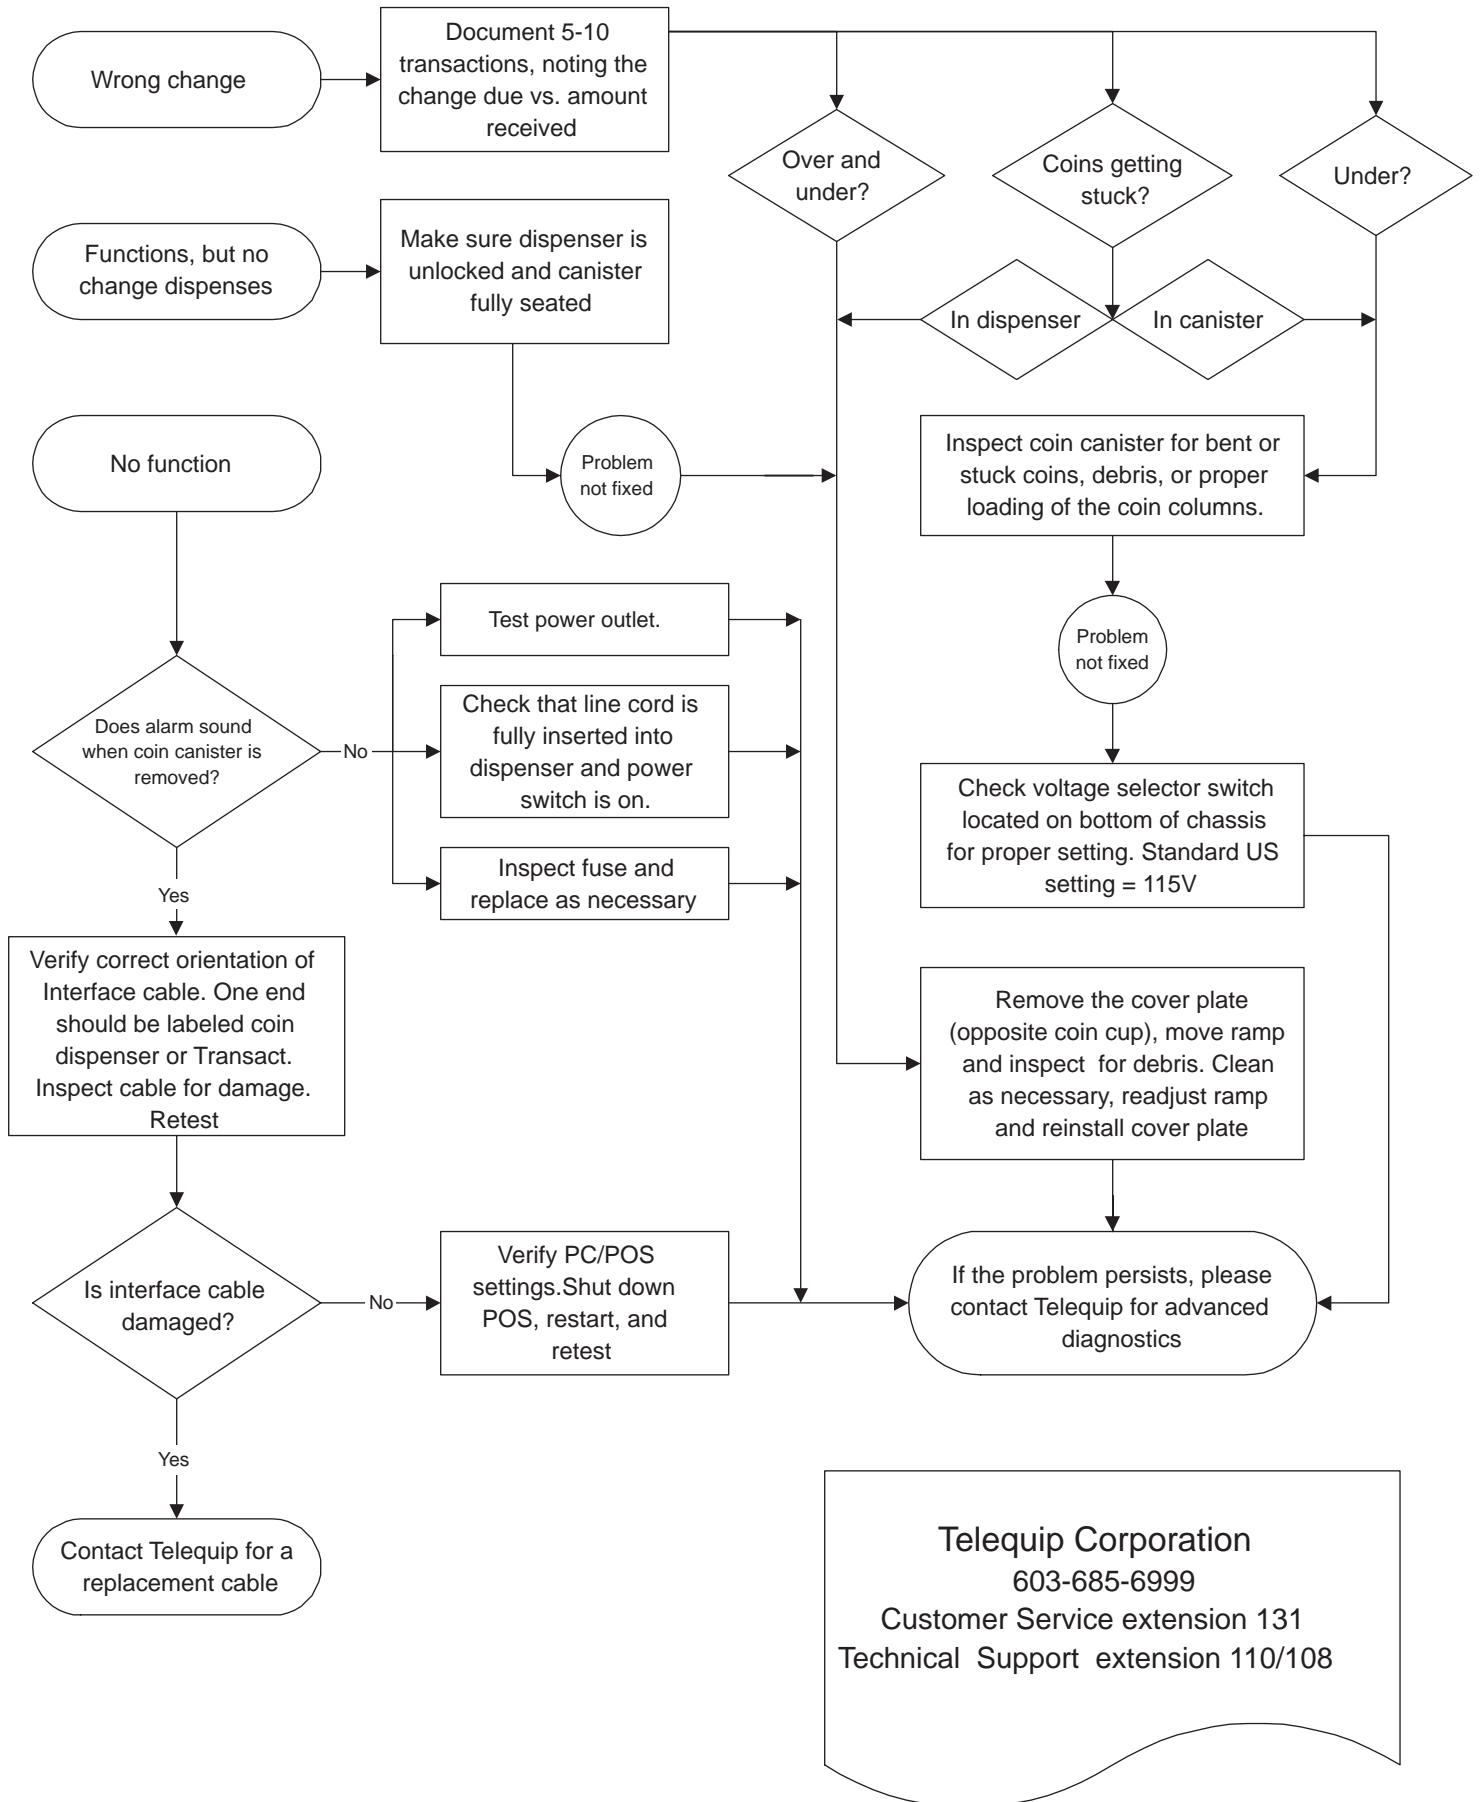 Wrong change
Document 5-10
transactions, noting the
change due vs. amount
received
Over and
under?
Coins getting
stuck?
Under?
Functions, but no
change dispenses
Make sure dispenser is
unlocked and canister
fully seated
In dispenser
In canister
No function
Problem
not fixed
Inspect coin canister for bent or
stuck coins, debris, or proper
loading of the coin columns.
Test power outlet.
Problem
not fixed
Does alarm sound
when coin canister is
removed?
No
Check that line cord is
fully inserted into
dispenser and power
switch is on.
Check voltage selector switch
located on bottom of chassis
for proper setting. Standard US
setting = 115V
Inspect fuse and
replace as necessary
Yes
Verify correct orientation of
Interface cable. One end
should be labeled coin
dispenser or Transact.
Inspect cable for damage.
Retest
Remove the cover plate
(opposite coin cup), move ramp
and inspect  for debris. Clean
as necessary, readjust ramp
and reinstall cover plate
Is interface cable
damaged?
No
Verify PC/POS
settings.Shut down
POS, restart, and
retest
If the problem persists, please
contact Telequip for advanced
diagnostics
Yes
Contact Telequip for a
replacement cable
Telequip Corporation
603-685-6999
Customer Service extension 131
Technical  Support  extension 110/108